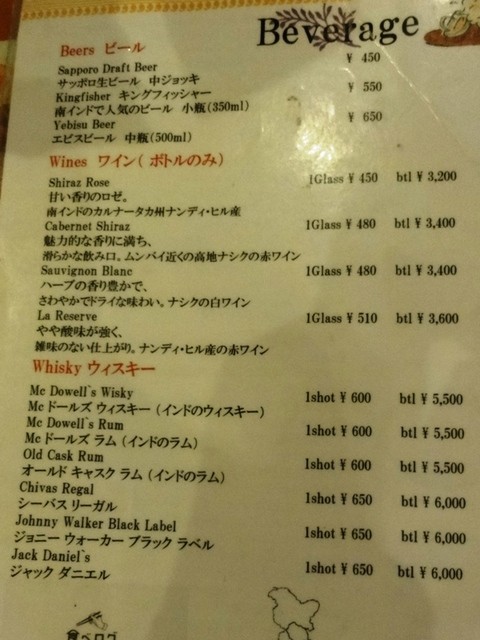 Beverage
Beers ビール
Sapporo Draft Beer ¥ 450
サッポロ生ビール 中ジョッキ
Kingfisher キングフィッシャー ¥ 550
南インドで人気のビール 小瓶(350ml)
Yebisu Beer ¥ 650
エビスビール 中瓶(500ml)
Wines ワイン( ボトルのみ)
Shiraz Rose 1Glass ¥ 450 btl ¥ 3,200
甘い香りのロゼ。
南インドのカルナータカ州ナンディ・ヒル産
Cabernet Shiraz 1Glass ¥ 480 btl ¥ 3,400
魅力的な香りに満ち、
滑らかな飲み口。ムンバイ近くの高地ナシクの赤ワイン
Sauvignon Blanc 1Glass ¥ 480 btl ¥ 3,400
ハーブの香り豊かで、
さわやかでドライな味わい。ナシクの白ワイン
La Reserve 1Glass ¥ 510 btl ¥ 3,600
やや酸味が強く、
雑味のない仕上がり。ナンディ・ヒル産の赤ワイン
Whisky ウィスキー
Mc Dowell`s Wisky 1shot ¥ 600 btl ¥ 5,500
Mc ドールズ ウィスキー (インドのウィスキー)
Mc Dowell`s Rum 1shot ¥ 600 btl ¥ 5,500
Mc ドールズ ラム (インドのラム)
Old Cask Rum 1shot ¥ 600 btl ¥ 5,500
オールド キャスク ラム (インドのラム)
Chivas Regal 1shot ¥ 650 btl ¥ 6,000
シーバス リーガル
Johnny Walker Black Label 1shot ¥ 650 btl ¥ 6,000
ジョニー ウォーカー ブラック ラベル
Jack Daniel`s 1shot ¥ 650 btl ¥ 6,000
ジャック ダニエル
食べログ